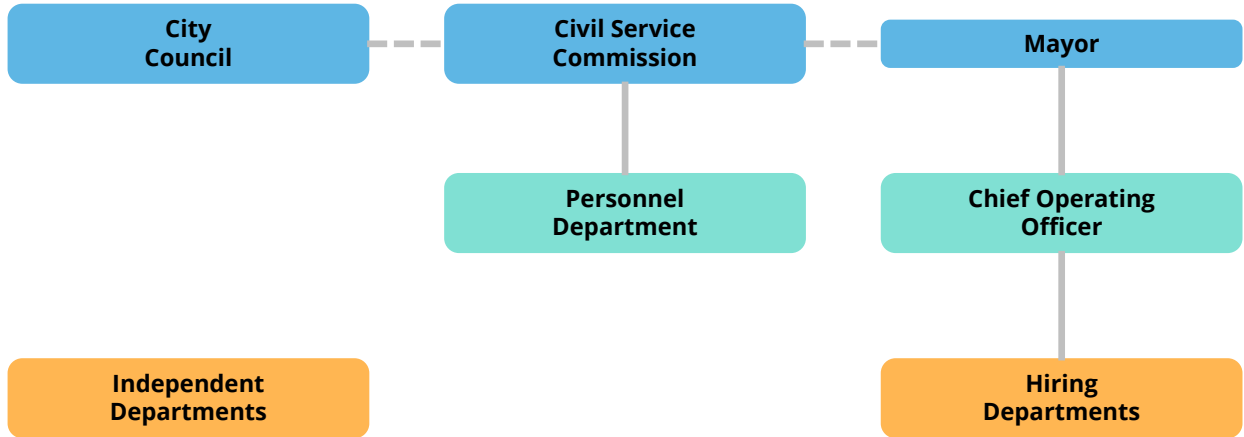 City
Council
Civil Service
Commission
Mayor
Personnel
Department
Chief Operating
Officer
Independent
Departments
Hiring
Departments